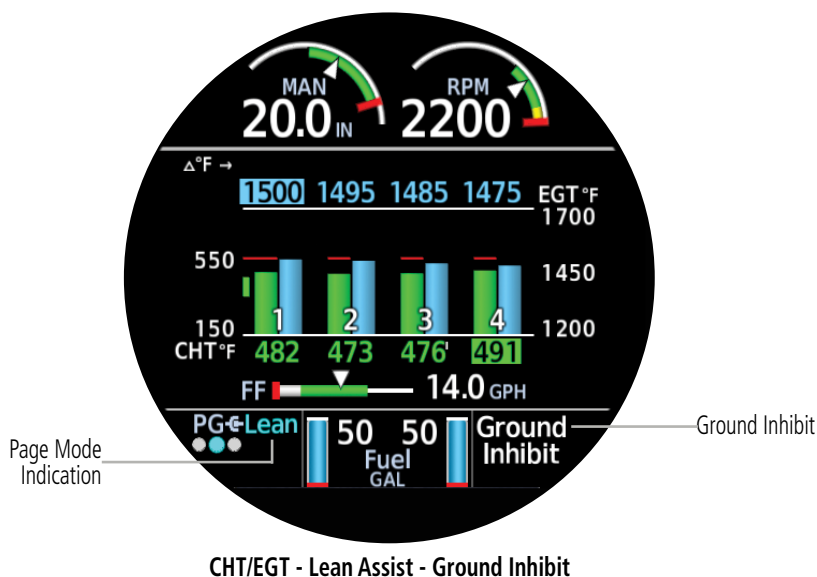 MAN
20.0 IN
RPM
2200
△°F →
1500 1495 1485 1475 EGT °F
1700
550
1450
1 2 3 4
150
1200
CHT°F 482 473 476' 491
FF 14.0 GPH
PG Lean
50 50
Fuel
GAL
Ground
Inhibit
Page Mode
Indication
Ground Inhibit
CHT/EGT - Lean Assist - Ground Inhibit